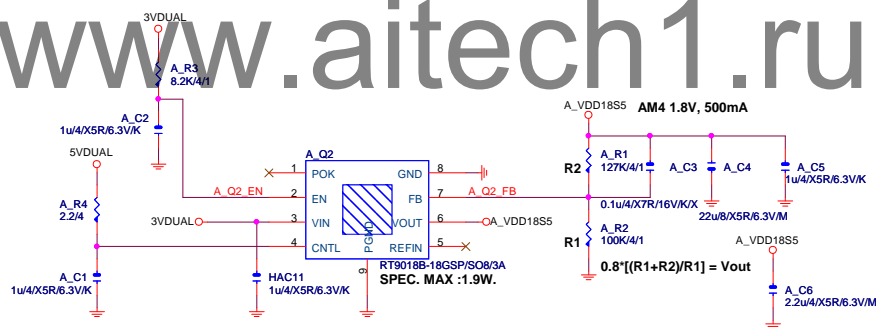 www.aitech1.ru
3VDUAL
A_R3
8.2K/4/1
A_C2
1u/4/X5R/6.3V/K
5VDUAL
A_R4
2.2/4
A_Q2_EN
3VDUAL
A_C1
1u/4/X5R/6.3V/K
HAC11
1u/4/X5R/6.3V/K
A_Q2
1 POK GND 8
2 EN FB 7
3 VIN VOUT 6
4 CNTL REFIN 5
PGND
9
RT9018B-18GSP/SO8/3A
SPEC. MAX :1.9W.
A_Q2_FB
A_VDD18S5
A_VDD18S5 AM4 1.8V, 500mA
R2 A_R1
127K/4/1
A_C3
0.1u/4/X7R/16V/K/X
A_C4
22u/8/X5R/6.3V/M
A_C5
1u/4/X5R/6.3V/K
R1 A_R2
100K/4/1
0.8*[(R1+R2)/R1] = Vout
A_VDD18S5
A_C6
2.2u/4/X5R/6.3V/M